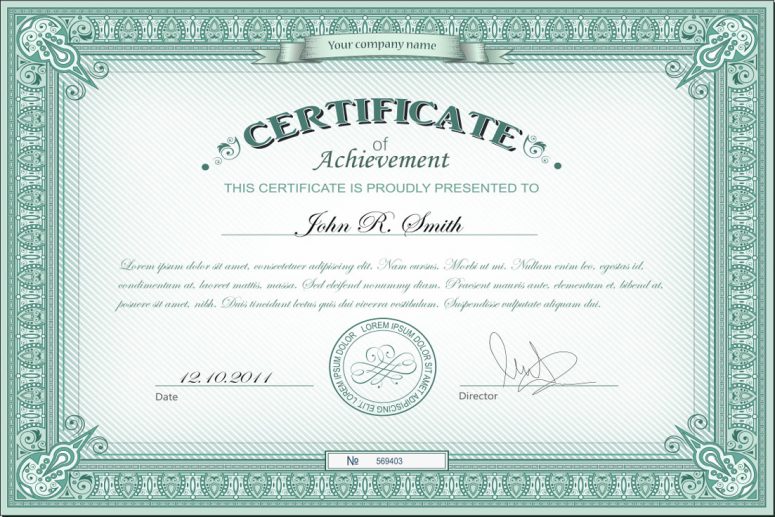 Your company name
CERTIFICATE
of
Achievement
THIS CERTIFICATE IS PROUDLY PRESENTED TO
John R. Smith
Lorem ipsum dolor sit amet, consectetuer adipiscing elit. Nam cursus. Morbi ut mi. Nullam enim leo, egestas id,
condimentum at, laoreet mattis, massa. Sed eleifend nonummy diam. Praesent mauris ante, elementum et, bibend at,
posuere sit amet, nibh. Duis tincidunt lectus quis dui viverra vestibulum. Suspendisse vulputate aliquam dui.
LOREM IPSUM DOLOR SIT AMET ADIPISCING ELIT LOREM IPSUM DOLOR
12.10.2011
Date
Director
№ 569403